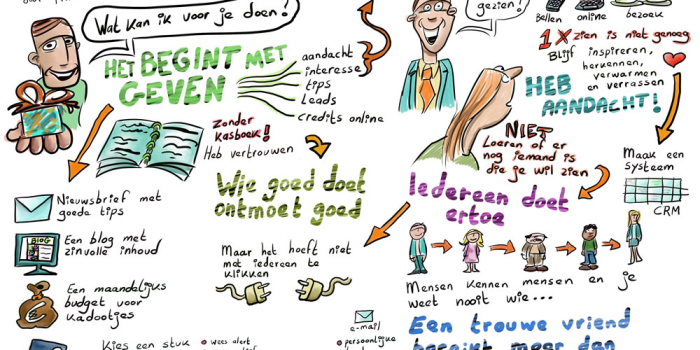 Wat kan ik voor je doen!
HET BEGINT MET
GEVEN
aandacht
interesse
tips
Leads
credits online
zonder
kasboek!
Heb vertrouwen
Wie goed doet
ontmoet goed
Nieuwsbrief met
goede tips
BLOG
Een blog met
zinvolle inhoud
Een maandelijks
budget voor
kadootjes
Maar het hoeft niet
met iedereen te
klikken
Kies een stuk
wees alert
e-mail
persoonlijke
gezien!
Bellen online bezoek
1x zien is niet genoeg
Blijf inspireren,
herkennen,
verwarmen
en verrassen
HEB
AANDACHT!
NIET
Loeren of er
nog iemand is
die je wil zien
Maak een
systeem
CRM
Iedereen doet
ertoe
Mensen kennen mensen en je
weet nooit wie...
Een trouwe vriend
begint meer dan